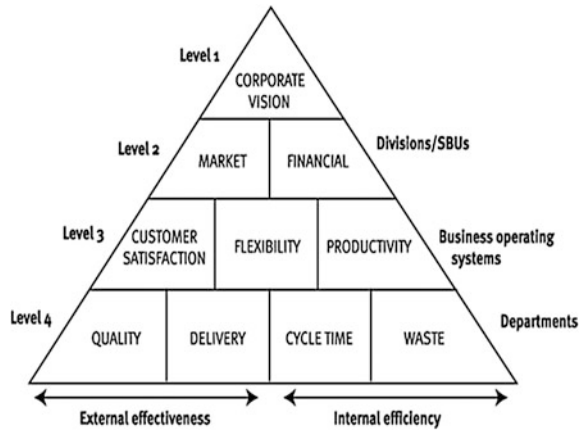 Level 1
CORPORATE
VISION
Level 2
MARKET
FINANCIAL
Divisions/SBUs
Level 3
CUSTOMER
SATISFACTION
FLEXIBILITY
PRODUCTIVITY
Business operating
systems
Level 4
QUALITY
DELIVERY
CYCLE TIME
WASTE
Departments
External effectiveness
Internal efficiency